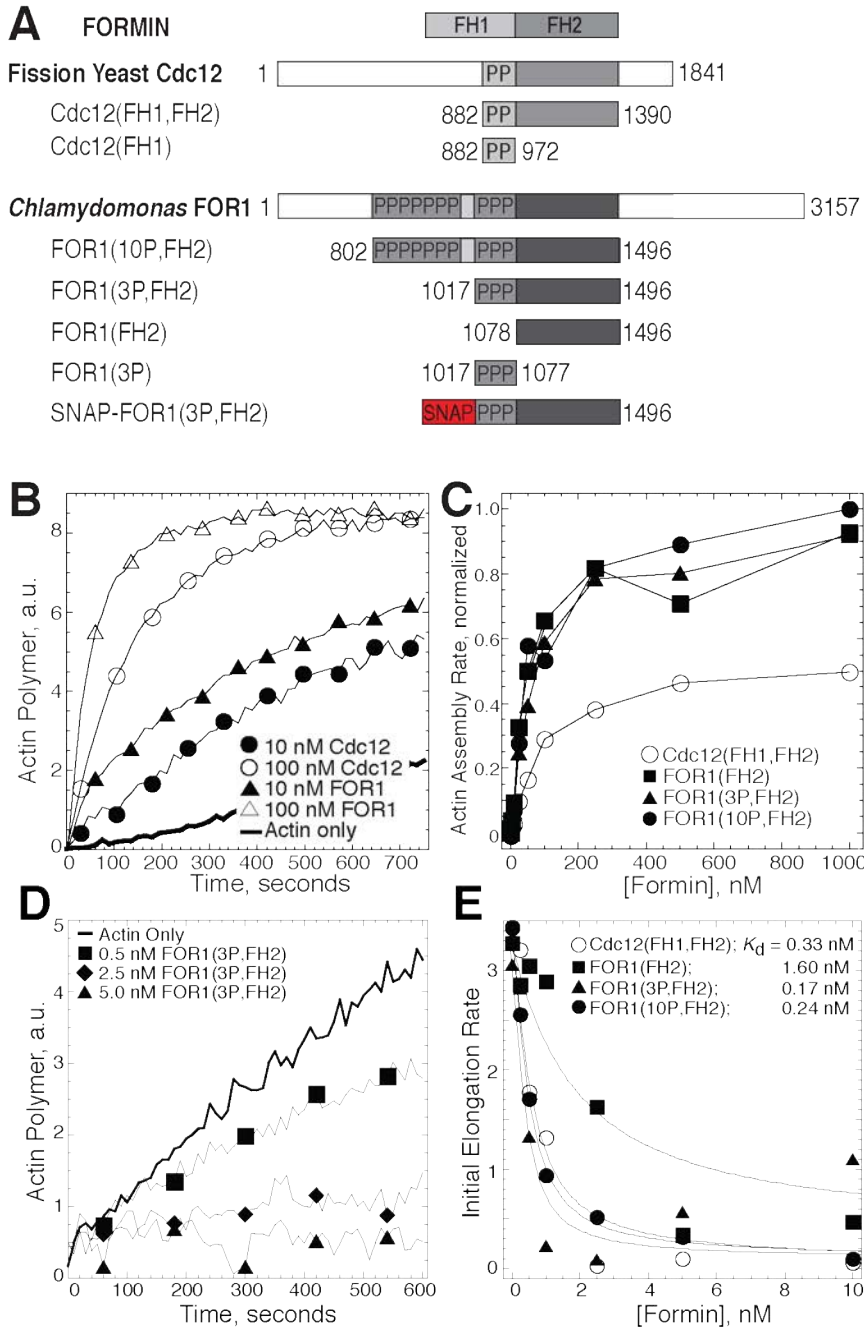 A
FORMIN
FH1 FH2
Fission Yeast Cdc12 1 PP 1841
Cdc12(FH1,FH2) 882 PP 1390
Cdc12(FH1) 882 PP 972
Chlamydomonas FOR1 1 PPPPPPP PPP 3157
FOR1(10P,FH2) 802 PPPPPPP PPP 1496
FOR1(3P,FH2) 1017 PPP 1496
FOR1(FH2) 1078 1496
FOR1(3P) 1017 PPP 1077
SNAP-FOR1(3P,FH2) SNAP PPP 1496
B
Actin Polymer, a.u.
8
6
4
2
0
10 nM Cdc12
100 nM Cdc12
10 nM FOR1
100 nM FOR1
Actin only
0 100 200 300 400 500 600 700
Time, seconds
C
Actin Assembly Rate, normalized
1.0
0.8
0.6
0.4
0.2
0
Cdc12(FH1,FH2)
FOR1(FH2)
FOR1(3P,FH2)
FOR1(10P,FH2)
0 200 400 600 800 1000
[Formin], nM
D
Actin Polymer, a.u.
5
4
3
2
1
0
Actin Only
0.5 nM FOR1(3P,FH2)
2.5 nM FOR1(3P,FH2)
5.0 nM FOR1(3P,FH2)
0 100 200 300 400 500 600
Time, seconds
E
Initial Elongation Rate
3
2
1
0
Cdc12(FH1,FH2); Kd = 0.33 nM
FOR1(FH2); 1.60 nM
FOR1(3P,FH2); 0.17 nM
FOR1(10P,FH2); 0.24 nM
0 2 4 6 8 10
[Formin], nM